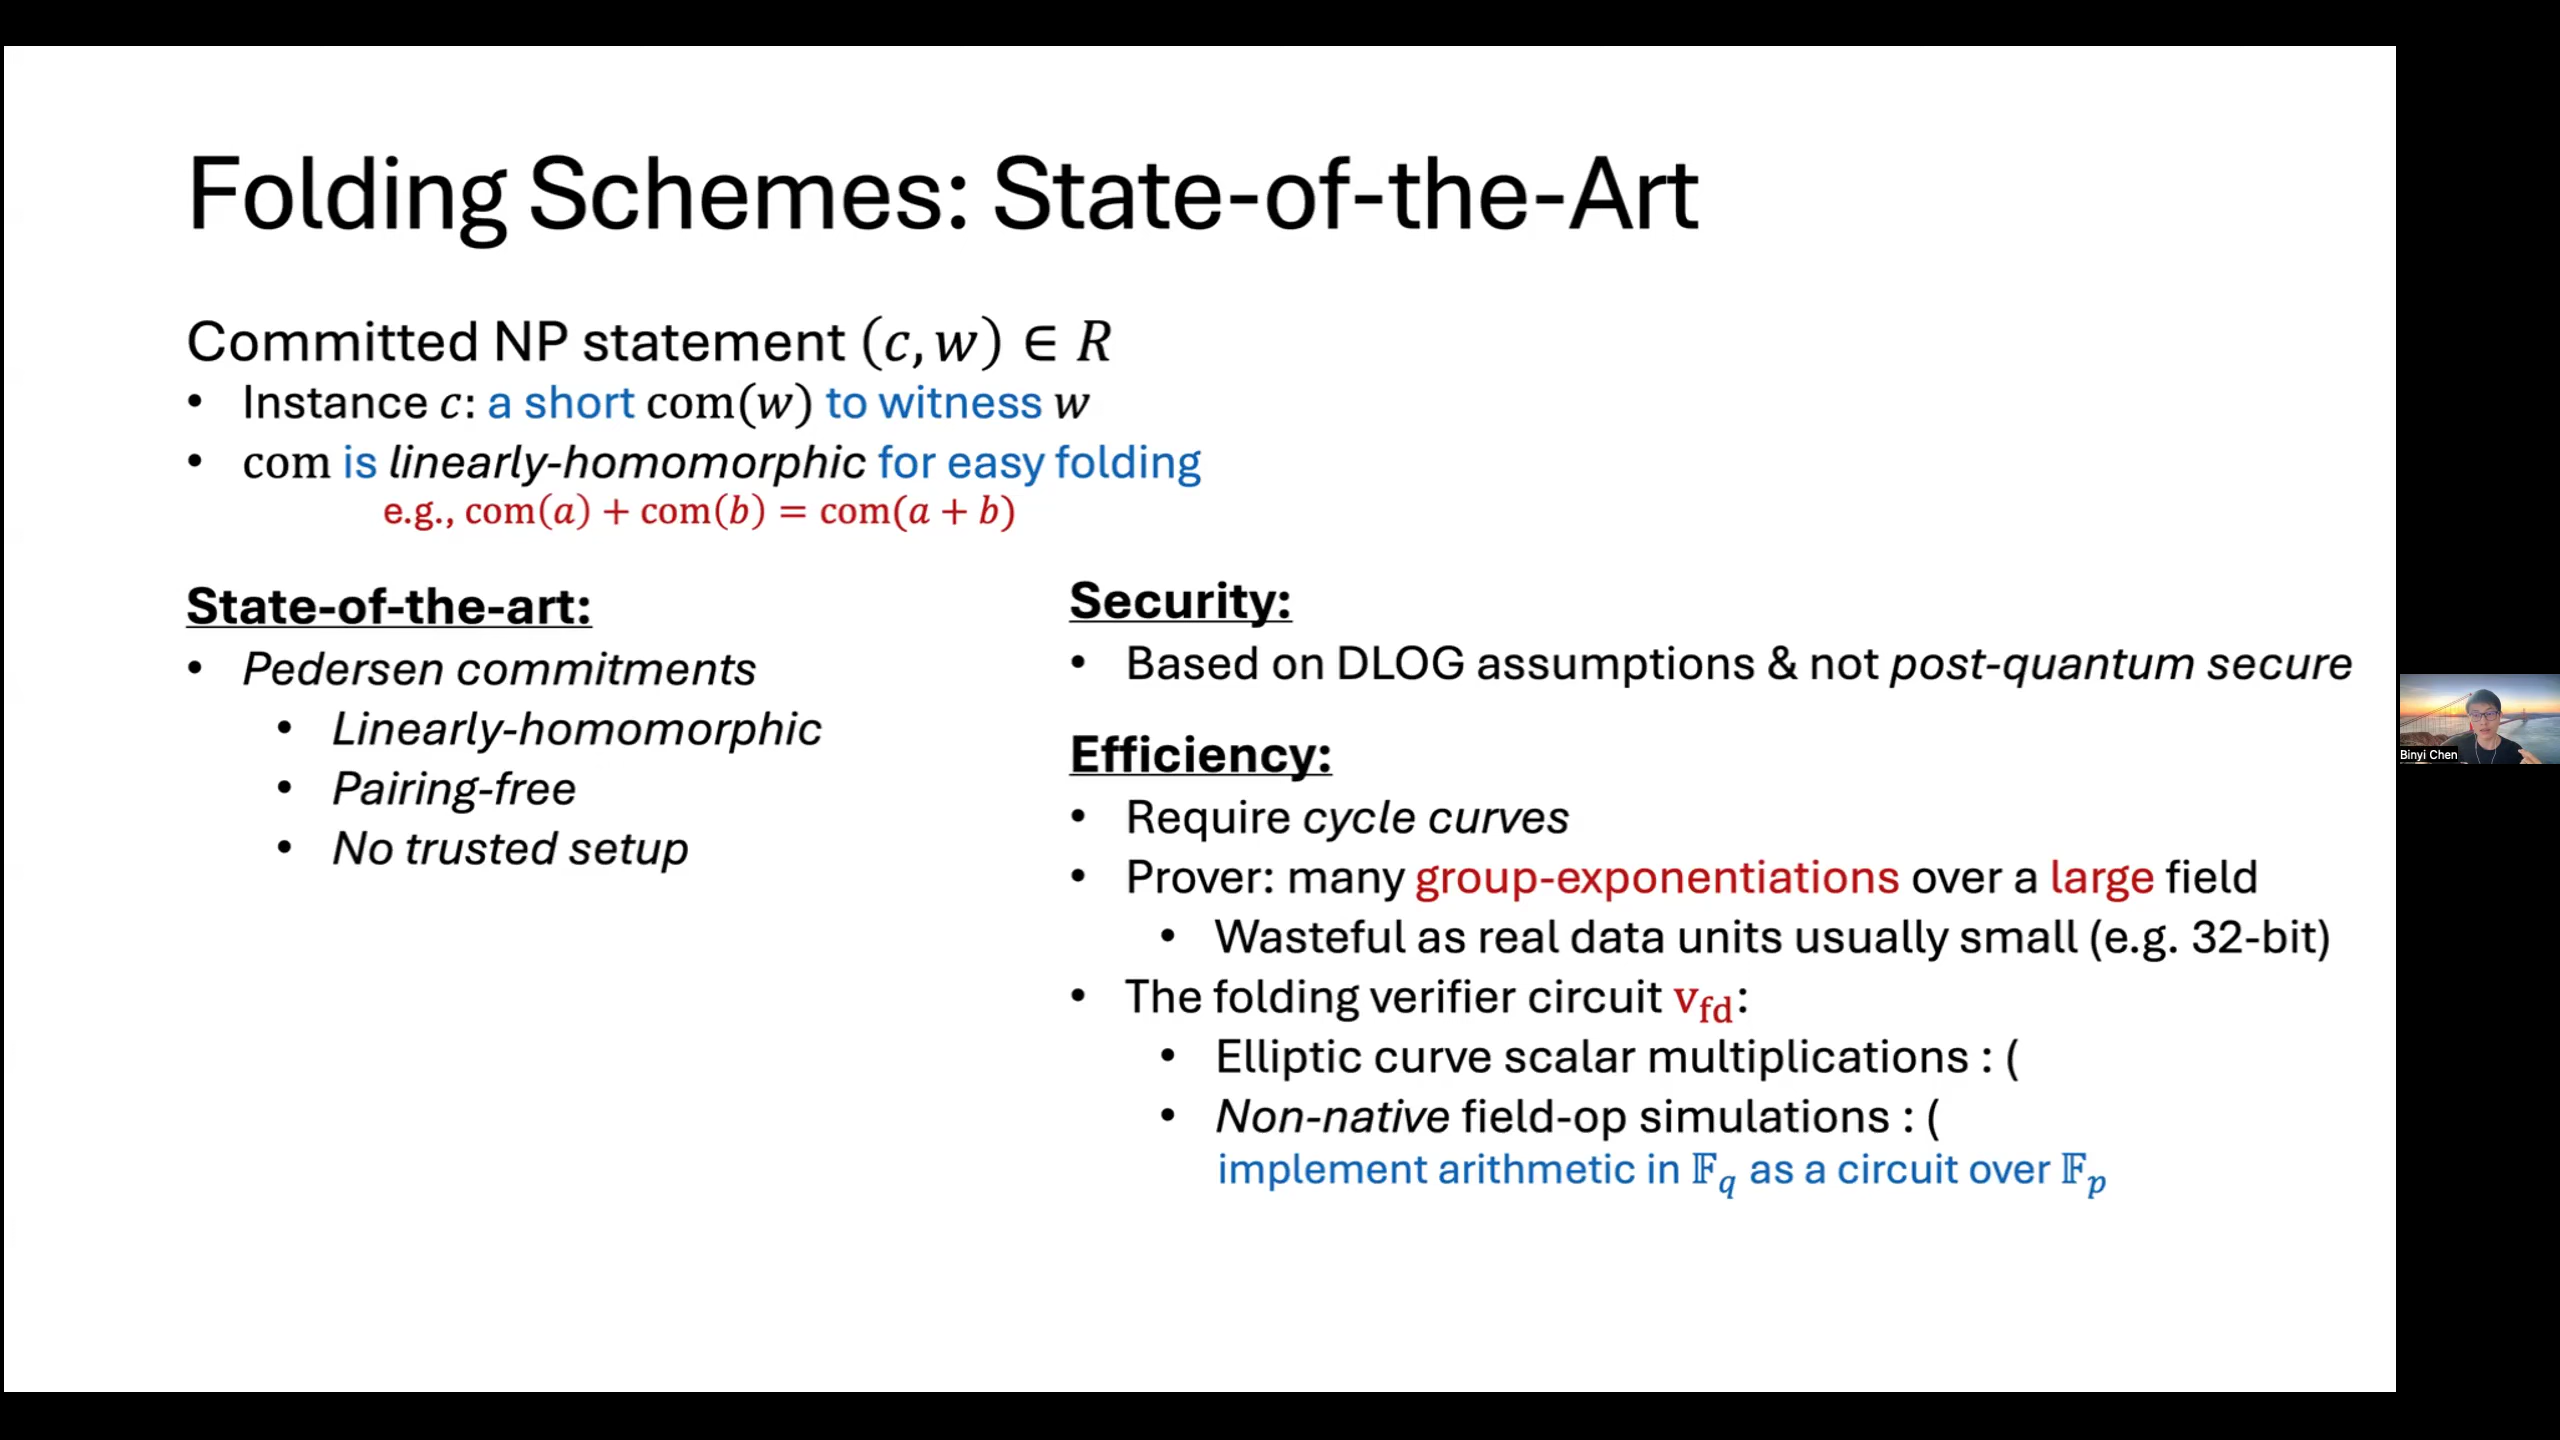 Folding Schemes: State-of-the-Art
Committed NP statement (c, w) ∈ R
• Instance c: a short com(w) to witness w
• com is linearly-homomorphic for easy folding
e.g., com(a) + com(b) = com(a + b)
State-of-the-art:
• Pedersen commitments
• Linearly-homomorphic
• Pairing-free
• No trusted setup
Security:
• Based on DLOG assumptions & not post-quantum secure
Efficiency:
• Require cycle curves
• Prover: many group-exponentiations over a large field
• Wasteful as real data units usually small (e.g. 32-bit)
• The folding verifier circuit v_fd:
• Elliptic curve scalar multiplications : (
• Non-native field-op simulations : (
implement arithmetic in 𝔽_q as a circuit over 𝔽_p
Binyi Chen